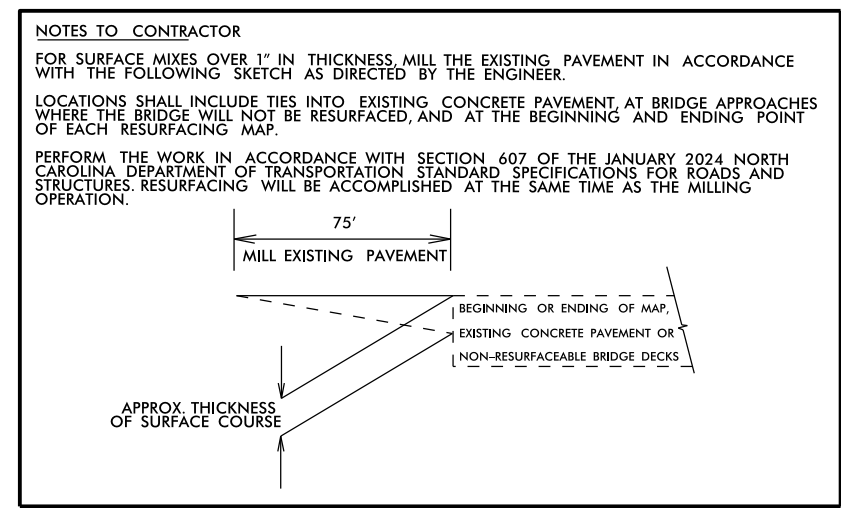 NOTES TO CONTRACTOR
FOR SURFACE MIXES OVER 1" IN THICKNESS, MILL THE EXISTING PAVEMENT IN ACCORDANCE
WITH THE FOLLOWING SKETCH AS DIRECTED BY THE ENGINEER.
LOCATIONS SHALL INCLUDE TIES INTO EXISTING CONCRETE PAVEMENT, AT BRIDGE APPROACHES
WHERE THE BRIDGE WILL NOT BE RESURFACED, AND AT THE BEGINNING AND ENDING POINT
OF EACH RESURFACING MAP.
PERFORM THE WORK IN ACCORDANCE WITH SECTION 607 OF THE JANUARY 2024 NORTH
CAROLINA DEPARTMENT OF TRANSPORTATION STANDARD SPECIFICATIONS FOR ROADS AND
STRUCTURES. RESURFACING WILL BE ACCOMPLISHED AT THE SAME TIME AS THE MILLING
OPERATION.
75'
MILL EXISTING PAVEMENT
BEGINNING OR ENDING OF MAP,
EXISTING CONCRETE PAVEMENT OR
NON-RESURFACEABLE BRIDGE DECKS
APPROX. THICKNESS
OF SURFACE COURSE